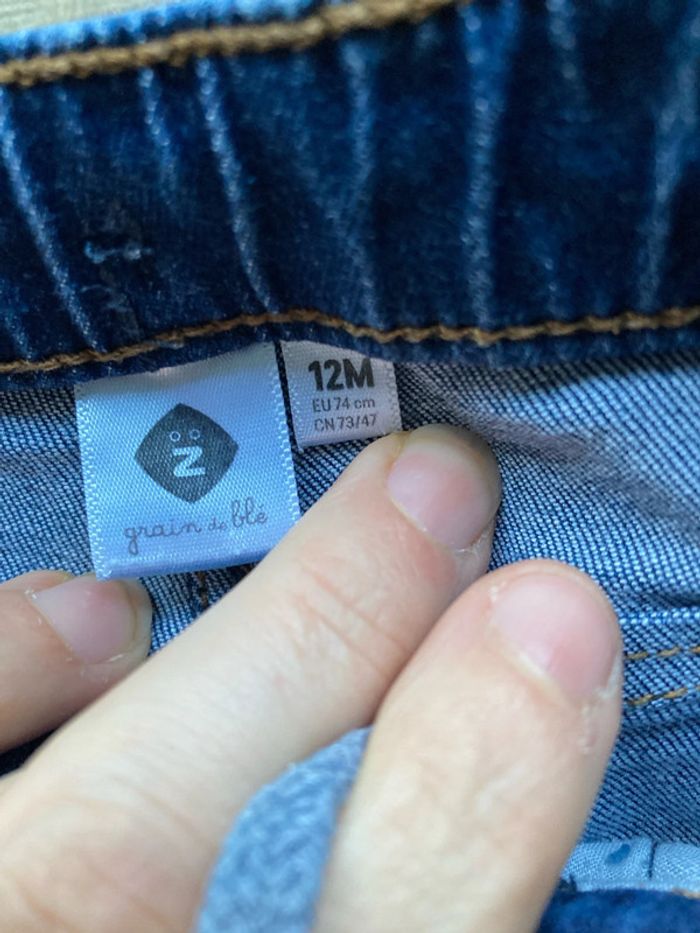 12M
EU 74 cm
CN 73/47
Z
grain de blé